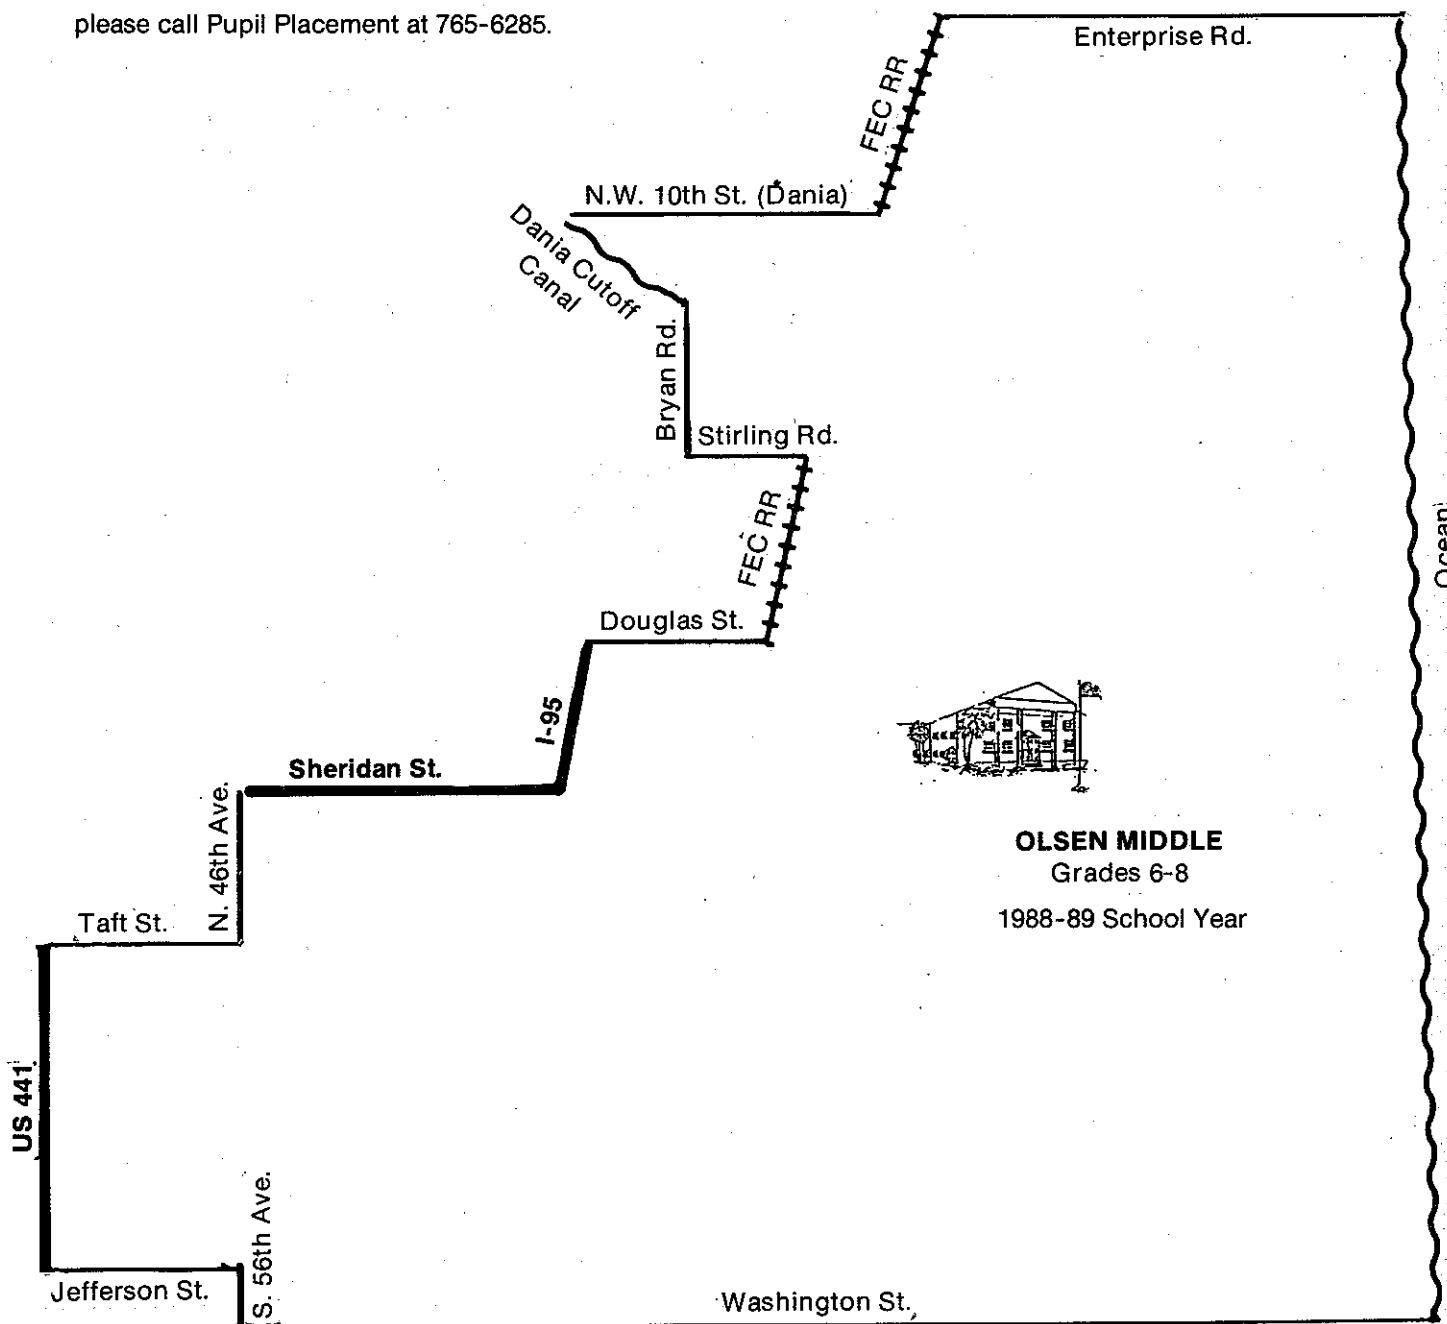 please call Pupil Placement at 765-6285.
Enterprise Rd.
FEC RR
N.W. 10th St. (Dania)
Dania Cutoff
Canal
Bryan Rd.
Stirling Rd.
FEC RR
Ocean
Douglas St.
I-95
Sheridan St.
N. 46th Ave.
OLSEN MIDDLE
Grades 6-8
1988-89 School Year
Taft St.
US 441
S. 56th Ave.
Jefferson St.
Washington St.